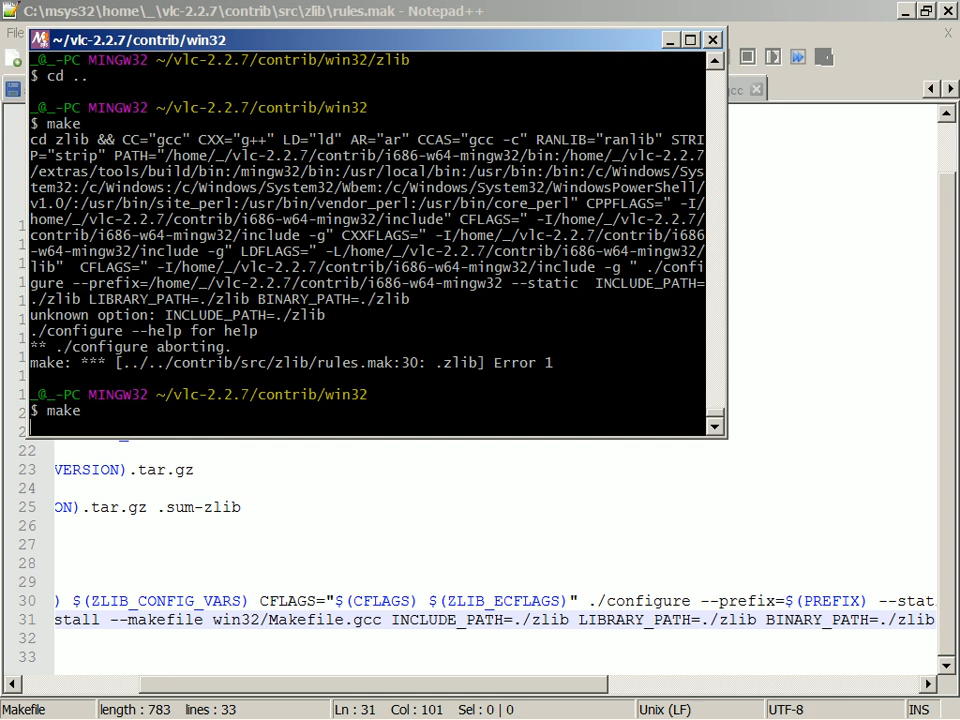 C:\msys32\home\_\vlc-2.2.7\contrib\src\zlib\rules.mak - Notepad++
File
X
gcc
~/vlc-2.2.7/contrib/win32
_@_-PC MINGW32 ~/vlc-2.2.7/contrib/win32/zlib
$ cd ..
_@_-PC MINGW32 ~/vlc-2.2.7/contrib/win32
$ make
cd zlib && CC="gcc" CXX="g++" LD="ld" AR="ar" CCAS="gcc -c" RANLIB="ranlib" STRI
P="strip" PATH="/home/_/vlc-2.2.7/contrib/i686-w64-mingw32/bin:/home/_/vlc-2.2.7
/extras/tools/build/bin:/mingw32/bin:/usr/local/bin:/usr/bin:/bin:/c/Windows/Sys
tem32:/c/Windows:/c/Windows/System32/Wbem:/c/Windows/System32/WindowsPowerShell/
v1.0/:/usr/bin/site_perl:/usr/bin/vendor_perl:/usr/bin/core_perl" CPPFLAGS=" -I/
home/_/vlc-2.2.7/contrib/i686-w64-mingw32/include" CFLAGS=" -I/home/_/vlc-2.2.7/
contrib/i686-w64-mingw32/include -g" CXXFLAGS=" -I/home/_/vlc-2.2.7/contrib/i686
-w64-mingw32/include -g" LDFLAGS=" -L/home/_/vlc-2.2.7/contrib/i686-w64-mingw32/
lib"  CFLAGS=" -I/home/_/vlc-2.2.7/contrib/i686-w64-mingw32/include -g " ./confi
gure --prefix=/home/_/vlc-2.2.7/contrib/i686-w64-mingw32 --static  INCLUDE_PATH=
./zlib LIBRARY_PATH=./zlib BINARY_PATH=./zlib
unknown option: INCLUDE_PATH=./zlib
./configure --help for help
** ./configure aborting.
make: *** [../../contrib/src/zlib/rules.mak:30: .zlib] Error 1
_@_-PC MINGW32 ~/vlc-2.2.7/contrib/win32
$ make
22
23 VERSION).tar.gz
24
25 ON).tar.gz .sum-zlib
26
27
28
29
30 ) $(ZLIB_CONFIG_VARS) CFLAGS="$(CFLAGS) $(ZLIB_ECFLAGS)" ./configure --prefix=$(PREFIX) --stat
31 stall --makefile win32/Makefile.gcc INCLUDE_PATH=./zlib LIBRARY_PATH=./zlib BINARY_PATH=./zlib
32
33
Makefile length : 783 lines : 33 Ln : 31 Col : 101 Sel : 0 | 0 Unix (LF) UTF-8 INS